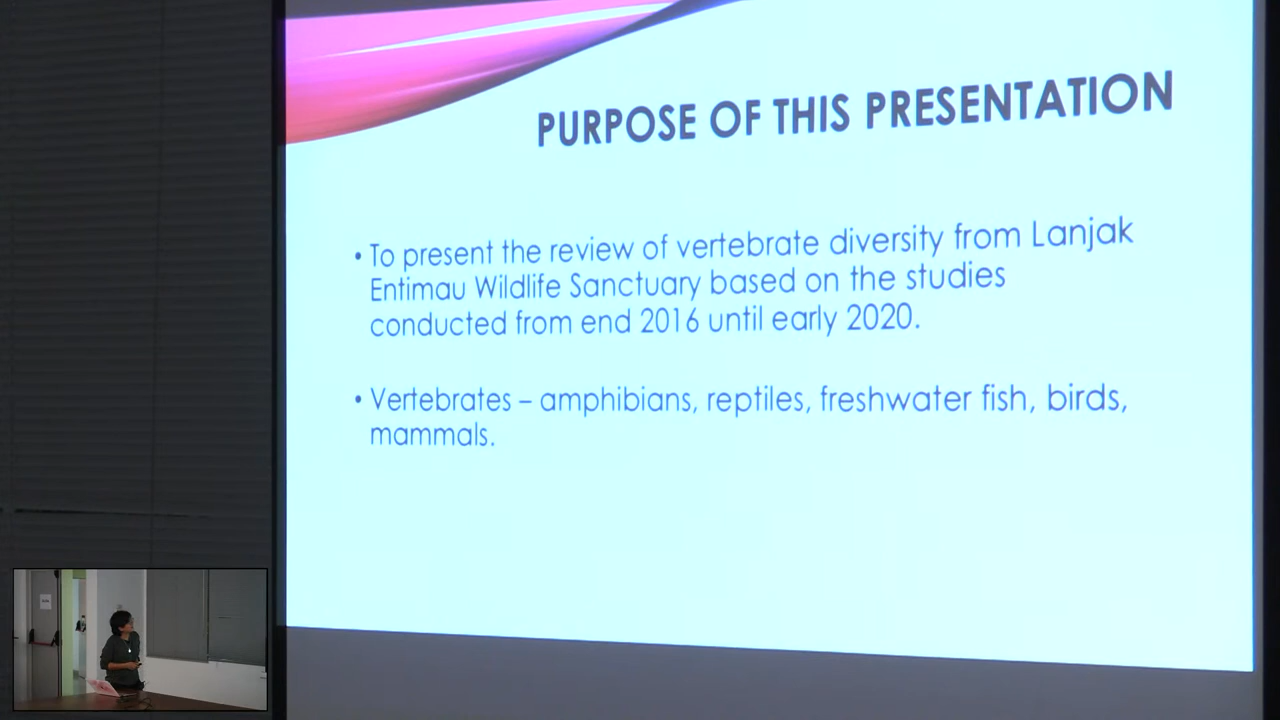 PURPOSE OF THIS PRESENTATION
• To present the review of vertebrate diversity from Lanjak
Entimau Wildlife Sanctuary based on the studies
conducted from end 2016 until early 2020.
• Vertebrates – amphibians, reptiles, freshwater fish, birds,
mammals.